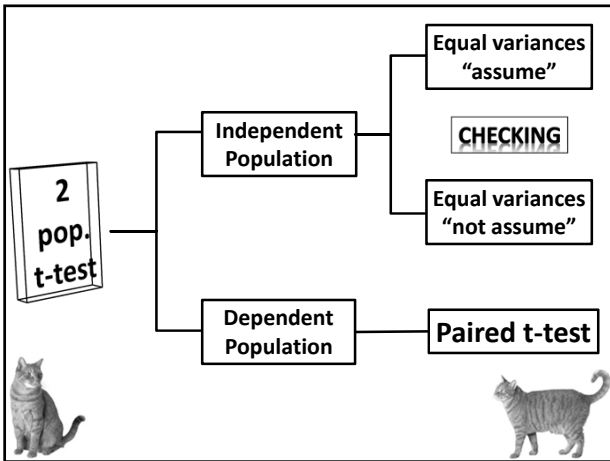 2
pop.
t-test
Independent
Population
Equal variances
“assume”
CHECKING
Equal variances
“not assume”
Dependent
Population
Paired t-test